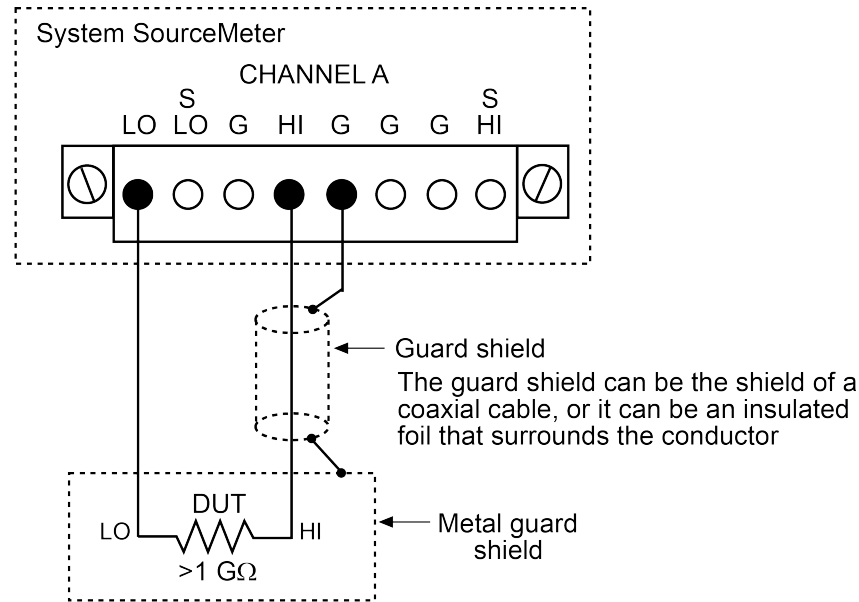 System SourceMeter
CHANNEL A
S S
LO LO G HI G G G HI
Guard shield
The guard shield can be the shield of a
coaxial cable, or it can be an insulated
foil that surrounds the conductor
DUT
LO HI
>1 GΩ
Metal guard
shield